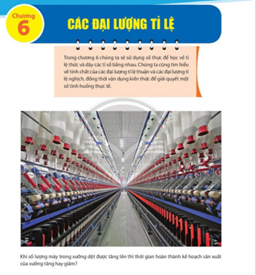 Chương
6
CÁC ĐẠI LƯỢNG TỈ LỆ
Trong chương 6 chúng ta sẽ sử dụng số thực để học về tỉ
lệ thức và dãy các tỉ số bằng nhau. Chúng ta cũng tìm hiểu
về tính chất của các đại lượng tỉ lệ thuận và các đại lượng tỉ
lệ nghịch, đồng thời vận dụng kiến thức để giải quyết một
số tình huống thực tế.
Khi số lượng máy trong xưởng dệt được tăng lên thì thời gian hoàn thành kế hoạch sản xuất
của xưởng tăng hay giảm?